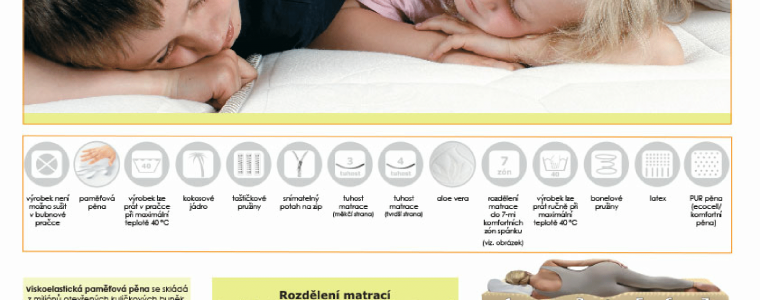 40
3
tuhost
4
tuhost
7
zón
40
výrobek není
možno sušit
v bubnové
pračce
paměťová
pěna
výrobek lze
prát v pračce
při maximální
teplotě 40 °C
kokosové
jádro
taštičkové
pružiny
snímatelný
potah na zip
tuhost
matrace
(měkčí strana)
tuhost
matrace
(tvrdší strana)
aloe vera
rozdělení
matrace
do 7-mi
komfortních
zón spánku
(viz. obrázek)
výrobek lze
prát ručně při
maximální
teplotě 40 °C
bonelové
pružiny
latex
PUR pěna
(ecocell/
komfortní
pěna)
viskoelastická paměťová pěna se skládá
z miliónů otevřených kuličkových buněk
Rozdělení matrací